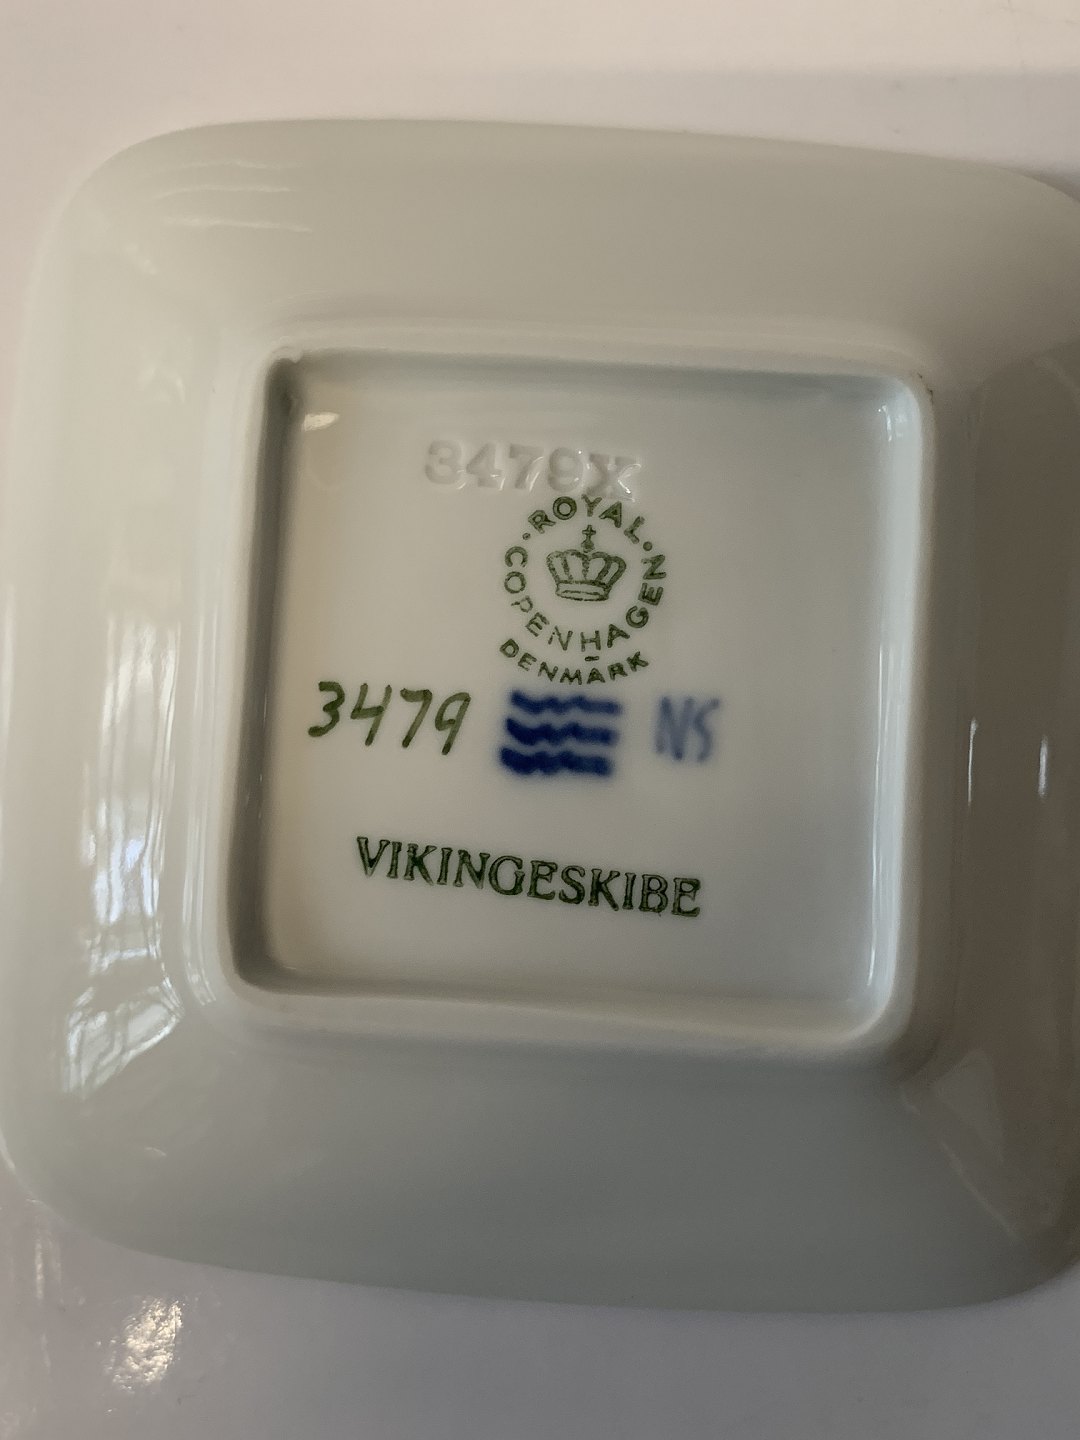 3479X
ROYAL
COPENHAGEN
DENMARK
3479 NS
VIKINGESKIBE